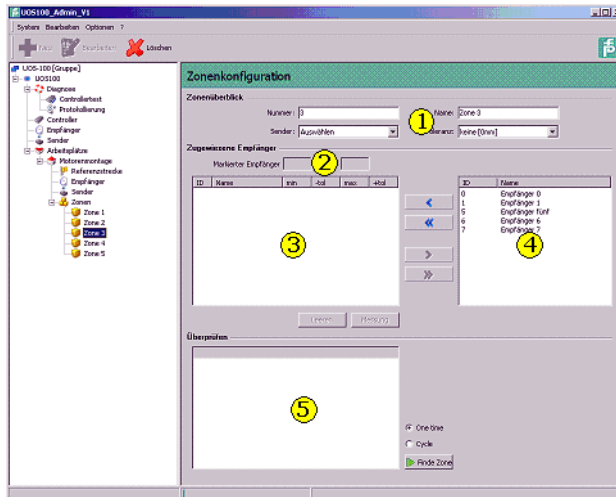 UOS100_Admin_V1
System Bearbeiten Optionen ?
Neu Bearbeiten Löschen
UOS-100 [Gruppe]
UOS100
Diagnose
Controllertest
Protokollierung
Controller
Empfänger
Sender
Arbeitsplätze
Motorenmontage
Referenzstrecke
Empfänger
Sender
Zonen
Zone 1
Zone 2
Zone 3
Zone 4
Zone 5
Zonenkonfiguration
Zonenüberblick
Nummer: 3
Name: Zone 3
Sender: Auswählen
leranz: keine [0mm]
1
Zugewiesene Empfänger
Markierter Empfänger
2
ID Name min -tol max +tol
3
ID Name
0 Empfänger 0
1 Empfänger 1
5 Empfänger fünf
6 Empfänger 6
7 Empfänger 7
4
Leeren Messung
Überprüfen
5
One time
Cycle
Finde Zone